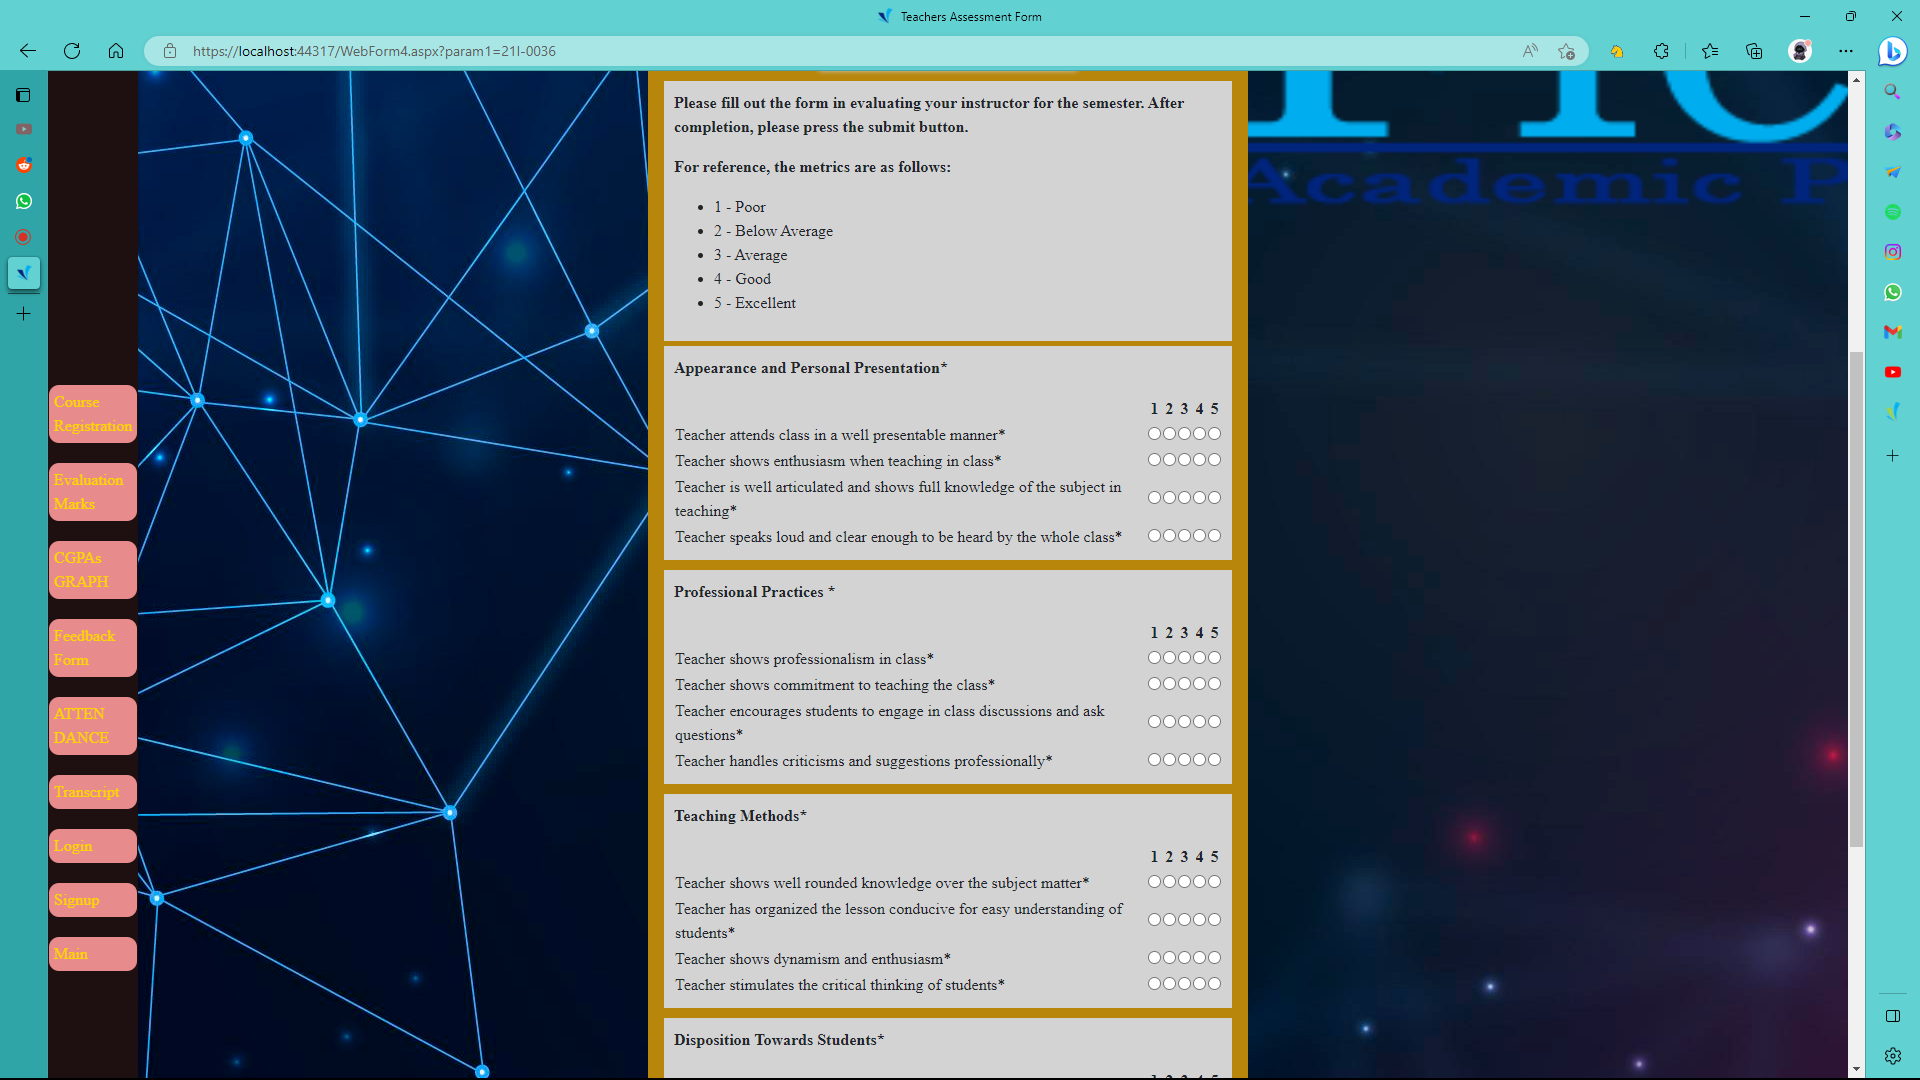 Teachers Assessment Form
https://localhost:44317/WebForm4.aspx?param1=21I-0036
Academic P
Please fill out the form in evaluating your instructor for the semester. After
completion, please press the submit button.
For reference, the metrics are as follows:
• 1 - Poor
• 2 - Below Average
• 3 - Average
• 4 - Good
• 5 - Excellent
Course
Registration
Evaluation
Marks
CGPAs
GRAPH
Feedback
Form
ATTEN
DANCE
Transcript
Login
Signup
Main
Appearance and Personal Presentation*
1 2 3 4 5
Teacher attends class in a well presentable manner*
Teacher shows enthusiasm when teaching in class*
Teacher is well articulated and shows full knowledge of the subject in
teaching*
Teacher speaks loud and clear enough to be heard by the whole class*
Professional Practices *
1 2 3 4 5
Teacher shows professionalism in class*
Teacher shows commitment to teaching the class*
Teacher encourages students to engage in class discussions and ask
questions*
Teacher handles criticisms and suggestions professionally*
Teaching Methods*
1 2 3 4 5
Teacher shows well rounded knowledge over the subject matter*
Teacher has organized the lesson conducive for easy understanding of
students*
Teacher shows dynamism and enthusiasm*
Teacher stimulates the critical thinking of students*
Disposition Towards Students*
1 2 3 4 5